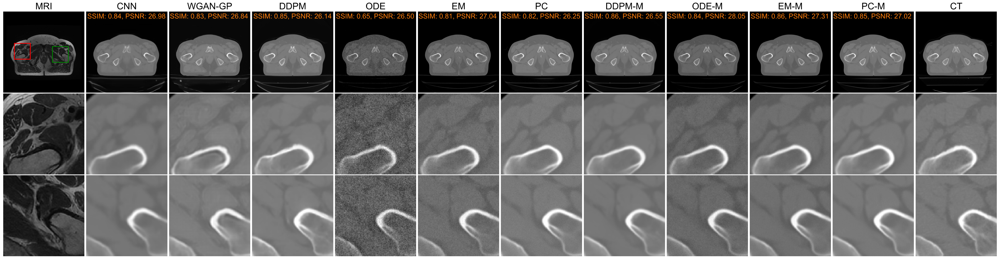 MRI CNN WGAN-GP DDPM ODE EM PC DDPM-M ODE-M EM-M PC-M CT
SSIM: 0.84, PSNR: 26.98 SSIM: 0.83, PSNR: 26.84 SSIM: 0.85, PSNR: 26.14 SSIM: 0.65, PSNR: 26.50 SSIM: 0.81, PSNR: 27.04 SSIM: 0.82, PSNR: 26.25 SSIM: 0.86, PSNR: 26.55 SSIM: 0.84, PSNR: 28.05 SSIM: 0.86, PSNR: 27.31 SSIM: 0.85, PSNR: 27.02